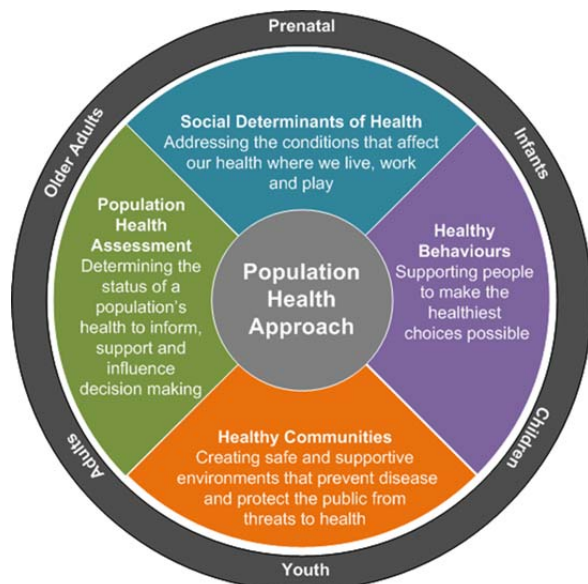 Prenatal
Older Adults
Infants
Social Determinants of Health
Addressing the conditions that affect
our health where we live, work
and play
Population
Health
Assessment
Determining the
status of a
population's
health to inform,
support and
influence
decision making
Population
Health
Approach
Healthy
Behaviours
Supporting people
to make the
healthiest
choices possible
Healthy Communities
Creating safe and supportive
environments that prevent disease
and protect the public from
threats to health
Adults
Children
Youth